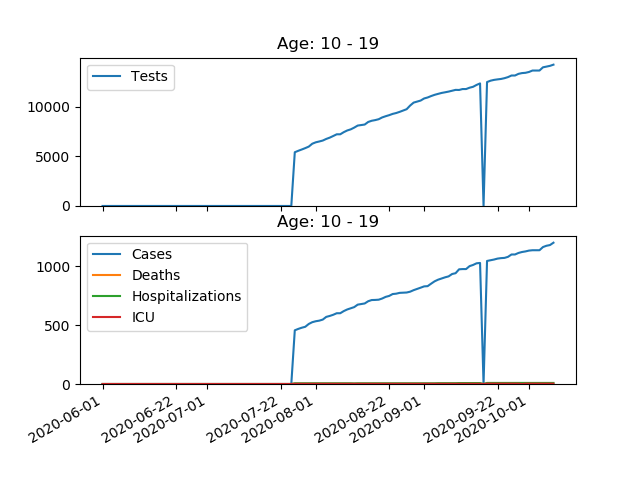 Age: 10 - 19
Tests
10000
5000
0
Age: 10 - 19
Cases
Deaths
Hospitalizations
ICU
1000
500
0
2020-06-01
2020-06-22
2020-07-01
2020-07-22
2020-08-01
2020-08-22
2020-09-01
2020-09-22
2020-10-01